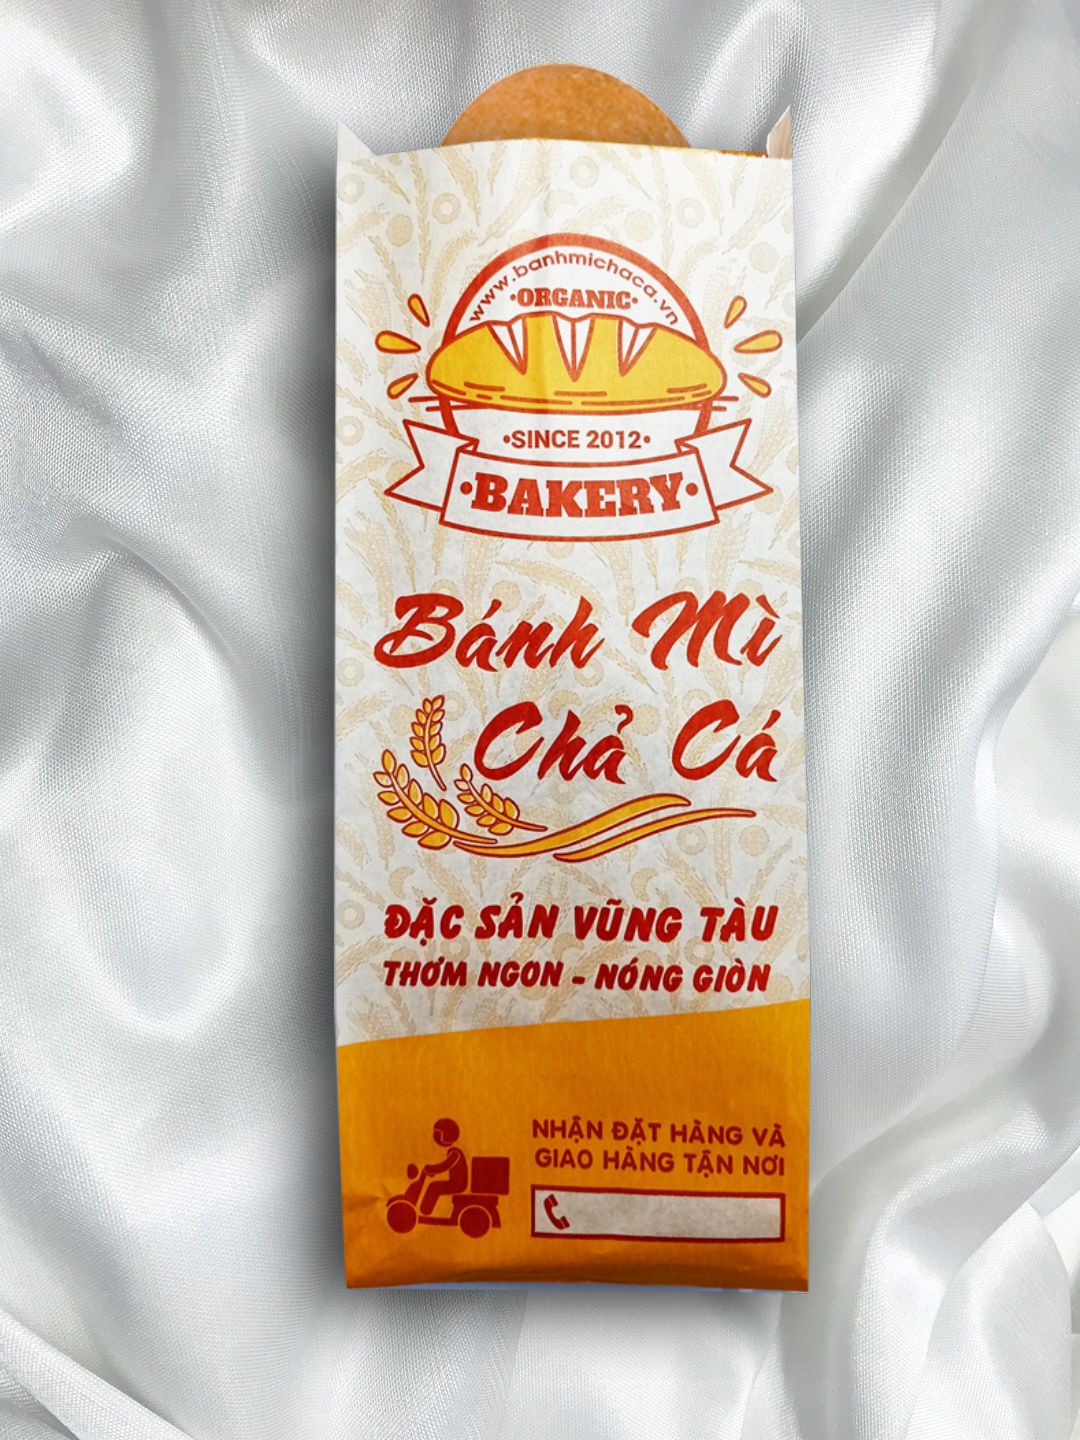 www.banhmichaca.vn
•ORGANIC•
•SINCE 2012•
•BAKERY•
Bánh Mì
Chả Cá
ĐẶC SẢN VŨNG TÀU
THƠM NGON - NÓNG GIÒN
NHẬN ĐẶT HÀNG VÀ
GIAO HÀNG TẬN NƠI